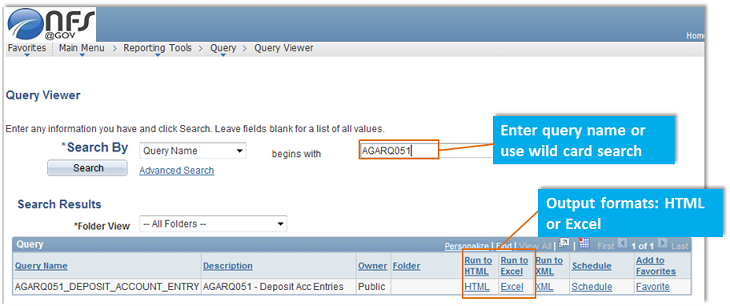 NFS
@GOV
Home
Favorites Main Menu > Reporting Tools > Query > Query Viewer
Query Viewer
Enter any information you have and click Search. Leave fields blank for a list of all values.
*Search By Query Name begins with AGARQ051
Enter query name or
use wild card search
Search Advanced Search
Search Results
*Folder View -- All Folders --
Output formats: HTML
or Excel
Query Personalize | Find | View All | First 1 of 1 Last
Query Name Description Owner Folder Run to HTML Run to Excel Run to XML Schedule Add to Favorites
AGARQ051_DEPOSIT_ACCOUNT_ENTRY AGARQ051 - Deposit Acc Entries Public HTML Excel XML Schedule Favorite